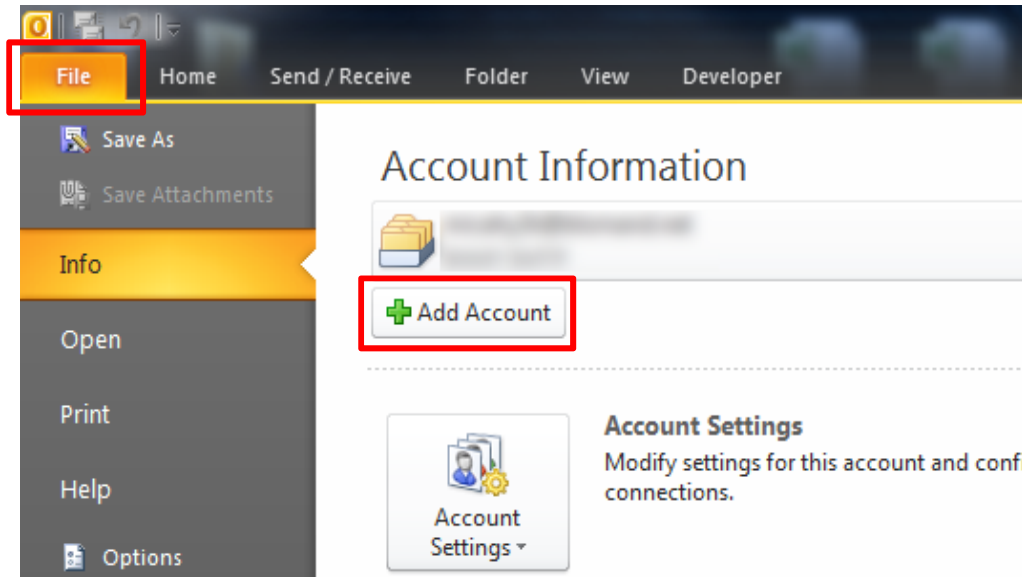 File Home Send / Receive Folder View Developer
Save As
Save Attachments
Info
Open
Print
Help
Options
Account Information
Add Account
Account
Settings
Account Settings
Modify settings for this account and conf
connections.